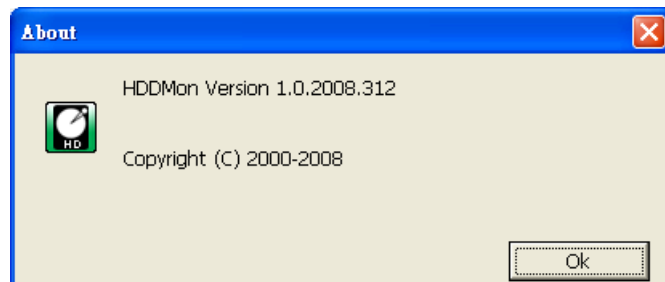 About
HDDMon Version 1.0.2008.312
HD
Copyright (C) 2000-2008
Ok